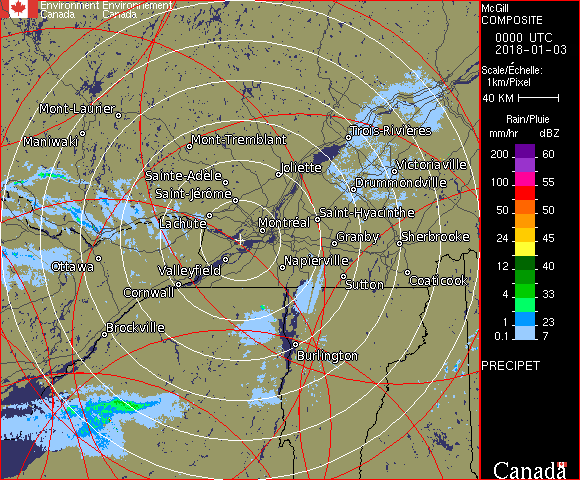 Environment Environnement
Canada Canada
McGill
COMPOSITE
0000 UTC
2018-01-03
Scale/Échelle:
1km/Pixel
40 KM
Rain/Pluie
mm/hr dBZ
200 60
100 55
50 50
24 45
12 40
4 33
1 23
0.1 7
PRECIPET
Canada
Mont-Laurier
Maniwaki
Mont-Tremblant
Trois-Rivières
Joliette
Victoriaville
Sainte-Adèle
Drummondville
Saint-Jérôme
Saint-Hyacinthe
Lachute
Montréal
Granby
Sherbrooke
Ottawa
Valleyfield
Napierville
Sutton
Coaticook
Cornwall
Brockville
Burlington